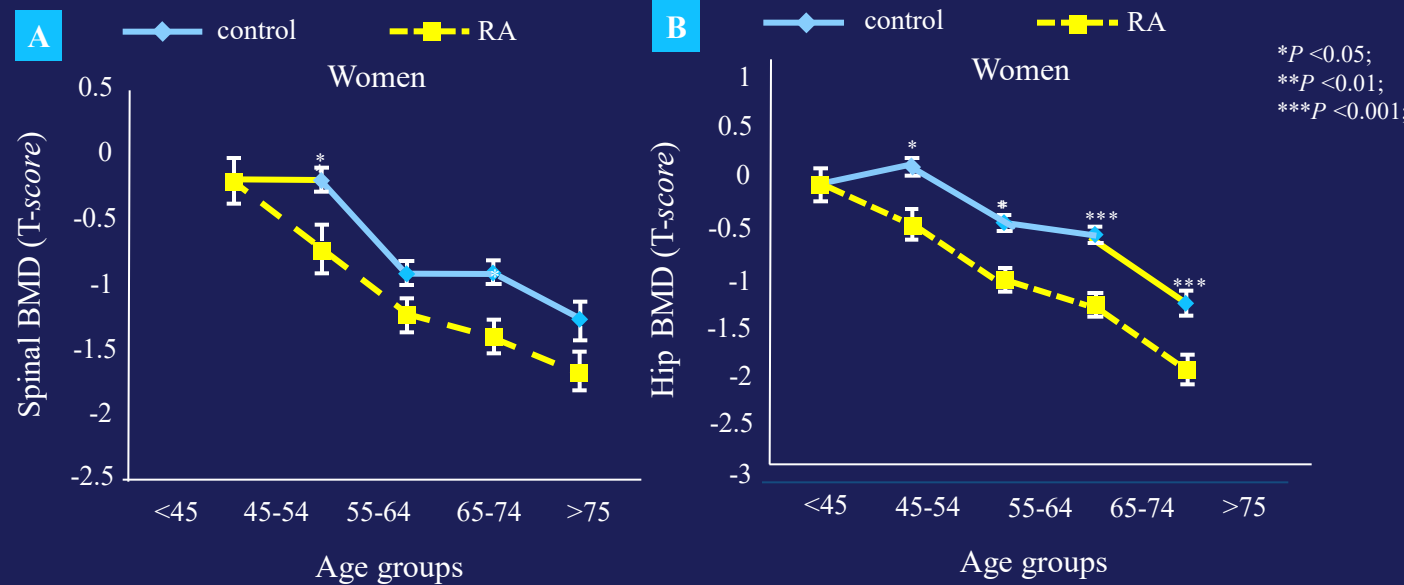 A
control
RA
Women
Spinal BMD (T-score)
0.5
0
-0.5
-1
-1.5
-2
-2.5
*
*
<45 45-54 55-64 65-74 >75
Age groups
B
control
RA
Women
*P <0.05;
**P <0.01;
***P <0.001;
Hip BMD (T-score)
1
0.5
0
-0.5
-1
-1.5
-2
-2.5
-3
*
***
***
<45 45-54 55-64 65-74 >75
Age groups